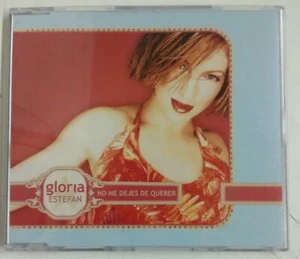 gloria
ESTEFAN
NO ME DEJES DE QUERER